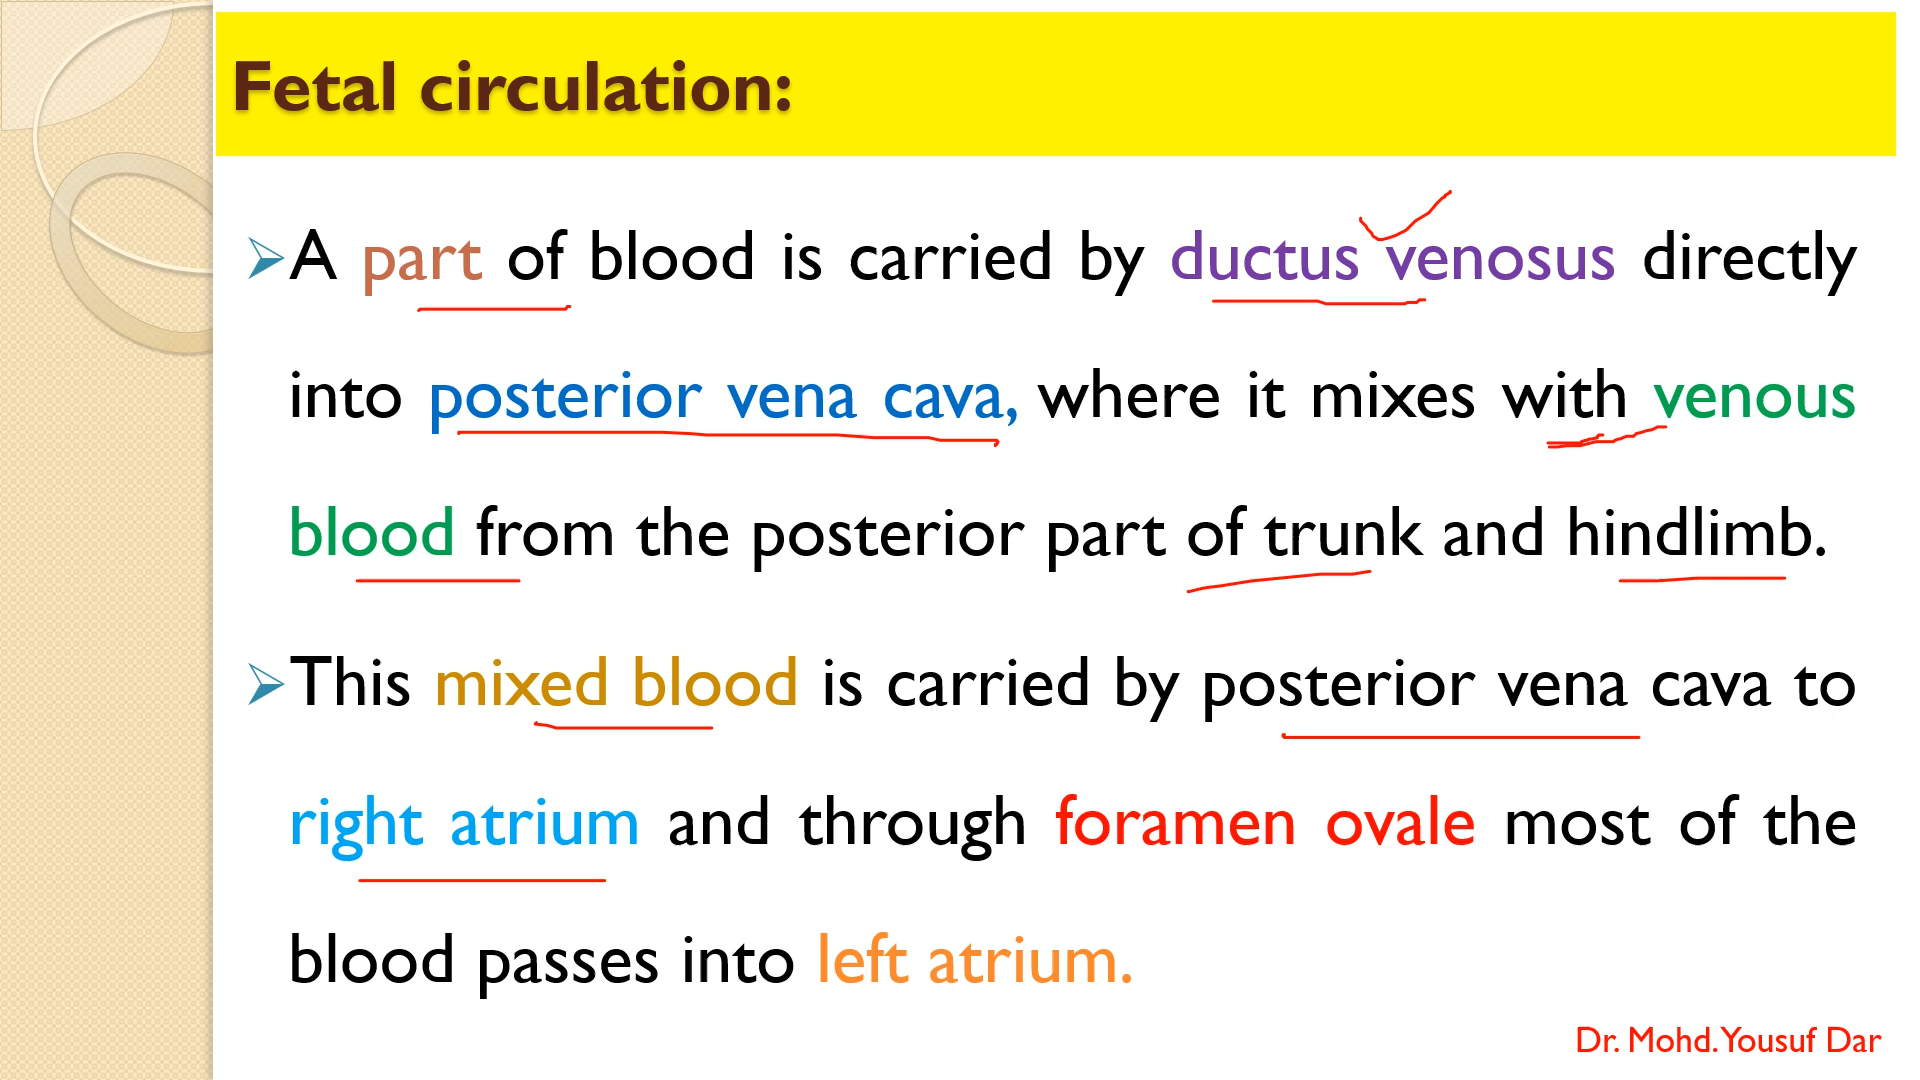 Fetal circulation:
A part of blood is carried by ductus venosus directly
into posterior vena cava, where it mixes with venous
blood from the posterior part of trunk and hindlimb.
This mixed blood is carried by posterior vena cava to
right atrium and through foramen ovale most of the
blood passes into left atrium.
Dr. Mohd. Yousuf Dar